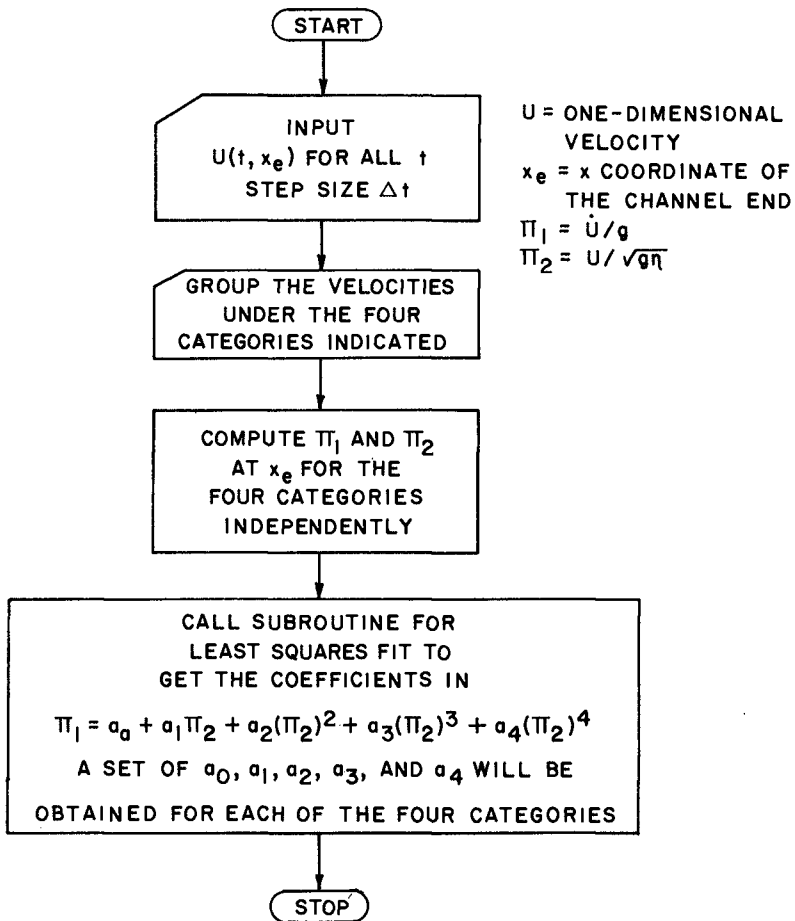 START
INPUT
U(t, xₑ) FOR ALL t
STEP SIZE Δt
U = ONE-DIMENSIONAL
VELOCITY
xₑ = x COORDINATE OF
THE CHANNEL END
π₁ = U̇/g
π₂ = U/√gη
GROUP THE VELOCITIES
UNDER THE FOUR
CATEGORIES INDICATED
COMPUTE π₁ AND π₂
AT xₑ FOR THE
FOUR CATEGORIES
INDEPENDENTLY
CALL SUBROUTINE FOR
LEAST SQUARES FIT TO
GET THE COEFFICIENTS IN
π₁ = aₐ + a₁π₂ + a₂(π₂)² + a₃(π₂)³ + a₄(π₂)⁴
A SET OF a₀, a₁, a₂, a₃, AND a₄ WILL BE
OBTAINED FOR EACH OF THE FOUR CATEGORIES
STOP